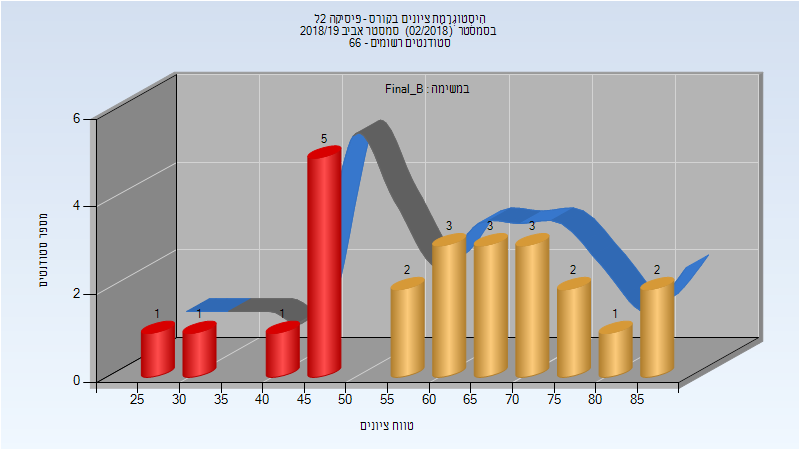 היסטוגרמת ציונים בקורס - פיסיקה 2ל
בסמסטר (02/2018) סמסטר אביב 2018/19
סטודנטים רשומים - 66
במשימה : Final_B
מספר סטודנטים
6
4
2
0
1
1
1
5
2
3
3
3
2
1
2
25 30 35 40 45 50 55 60 65 70 75 80 85
טווח ציונים